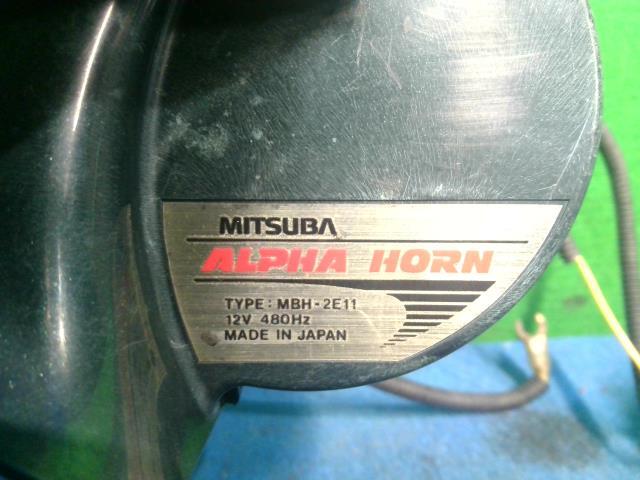 MITSUBA
ALPHA HORN
TYPE: MBH-2E11
12V 480Hz
MADE IN JAPAN